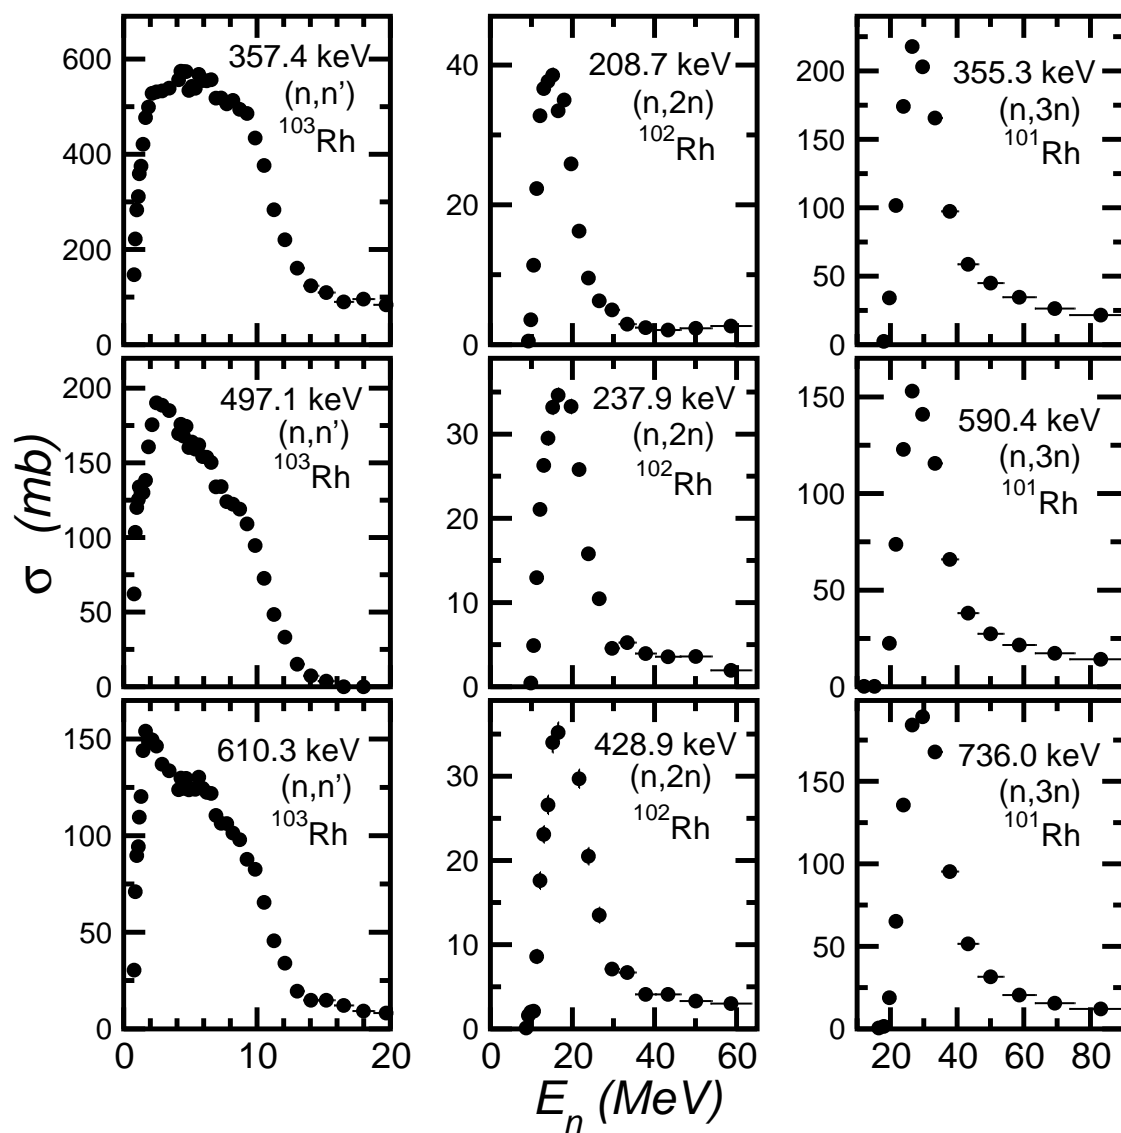 600
400
200
0
357.4 keV
(n,n')
103Rh
40
20
0
208.7 keV
(n,2n)
102Rh
200
150
100
50
0
355.3 keV
(n,3n)
101Rh
σ (mb)
200
150
100
50
0
497.1 keV
(n,n')
103Rh
30
20
10
0
237.9 keV
(n,2n)
102Rh
150
100
50
0
590.4 keV
(n,3n)
101Rh
150
100
50
0
610.3 keV
(n,n')
103Rh
30
20
10
0
428.9 keV
(n,2n)
102Rh
150
100
50
0
736.0 keV
(n,3n)
101Rh
0 10 20
0 20 40 60
20 40 60 80
En (MeV)